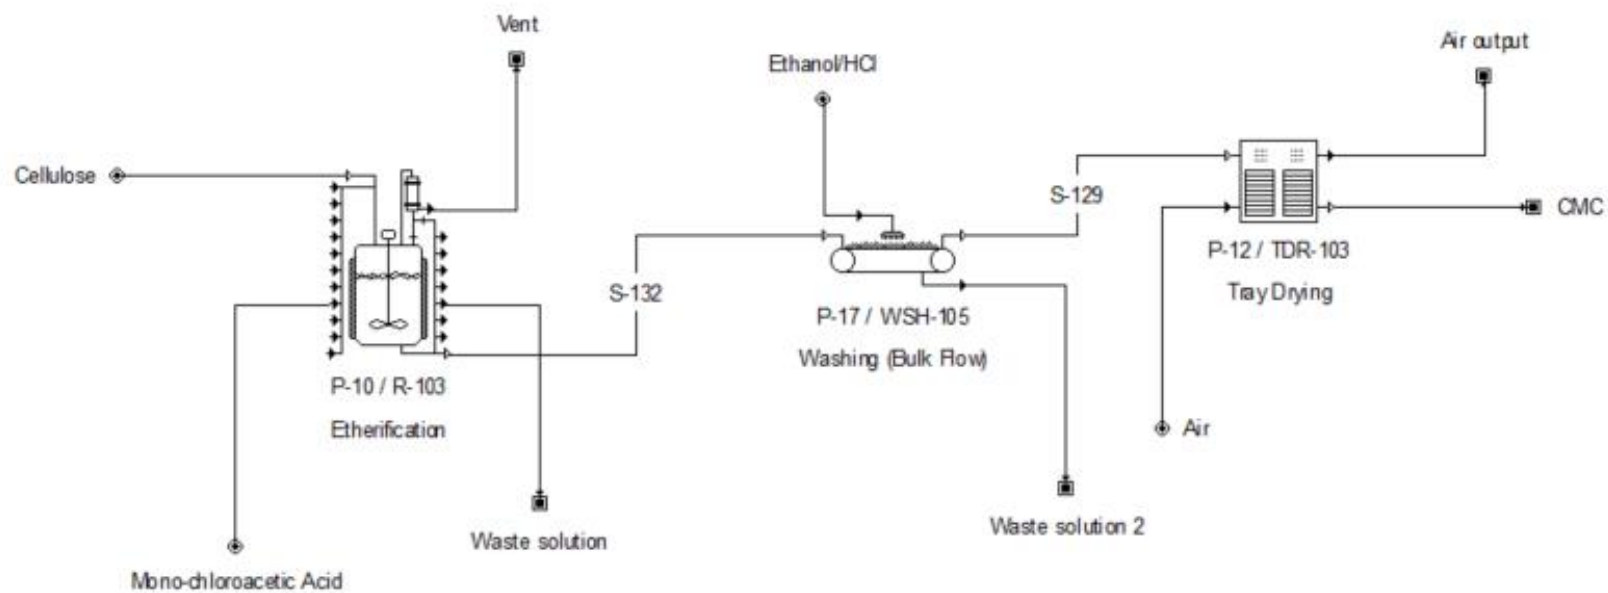 Vent
Air output
Ethanol/HCl
Cellulose
S-129
CMC
P-12 / TDR-103
Tray Drying
S-132
P-17 / WSH-105
Washing (Bulk Flow)
P-10 / R-103
Etherification
Air
Waste solution
Waste solution 2
Mono-chloroacetic Acid